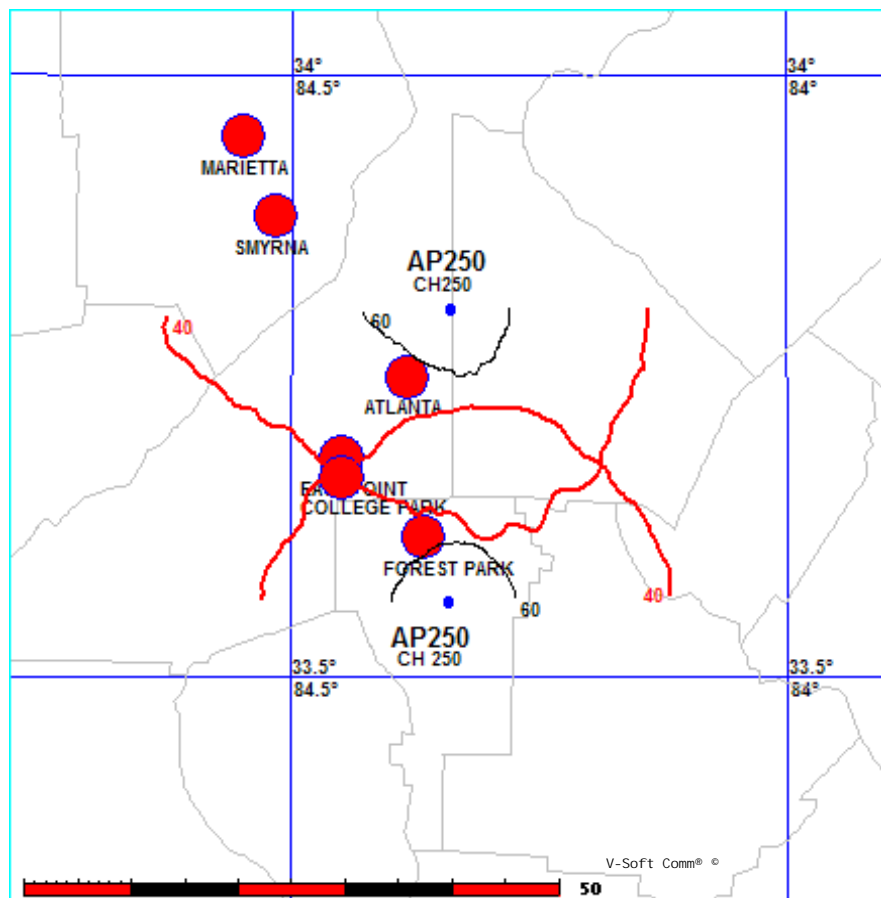 34°
84.5°
34°
84°
MARIETTA
SMYRNA
AP250
CH250
60
40
ATLANTA
COLLEGE PARK
FOREST PARK
40
60
AP250
CH 250
33.5°
84.5°
33.5°
84°
V-Soft Comm® ©
50